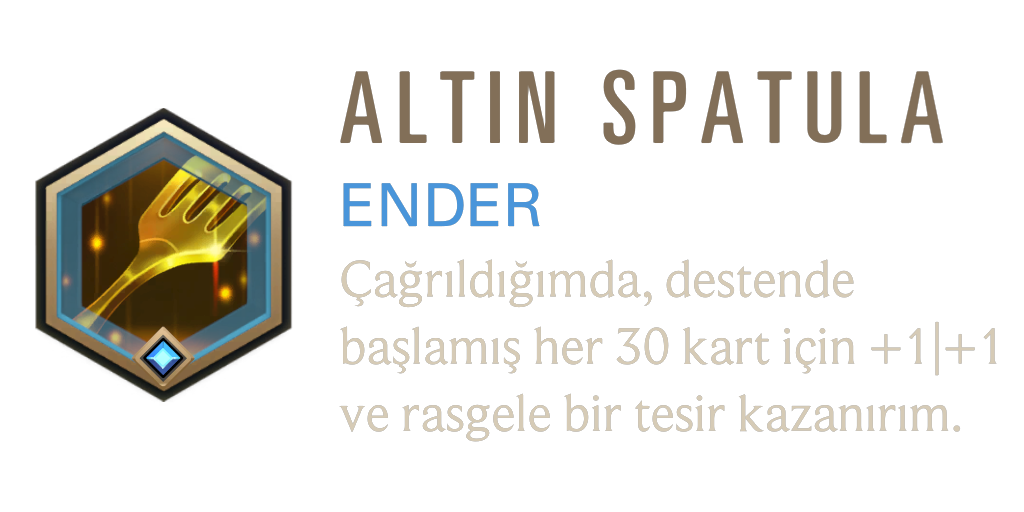 ALTIN SPATULA
ENDER
Çağrıldığımda, destende
başlamış her 30 kart için +1|+1
ve rasgele bir tesir kazanırım.